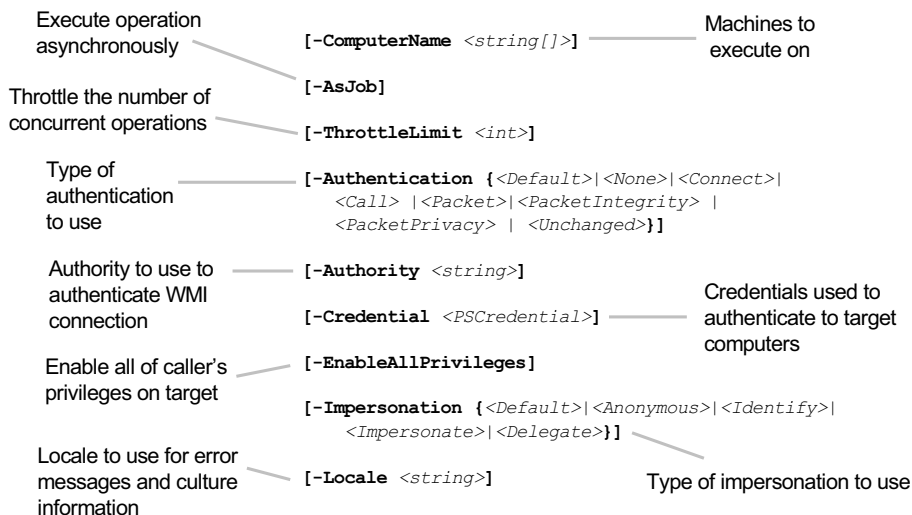 Execute operation
asynchronously
[-ComputerName <string[]>]
Machines to
execute on
[-AsJob]
Throttle the number of
concurrent operations
[-ThrottleLimit <int>]
Type of
authentication
to use
[-Authentication {<Default>|<None>|<Connect>|
<Call> |<Packet>|<PacketIntegrity> |
<PacketPrivacy> | <Unchanged>}]
Authority to use to
authenticate WMI
connection
[-Authority <string>]
[-Credential <PSCredential>]
Credentials used to
authenticate to target
computers
Enable all of caller’s
privileges on target
[-EnableAllPrivileges]
[-Impersonation {<Default>|<Anonymous>|<Identify>|
<Impersonate>|<Delegate>}]
Type of impersonation to use
Locale to use for error
messages and culture
information
[-Locale <string>]